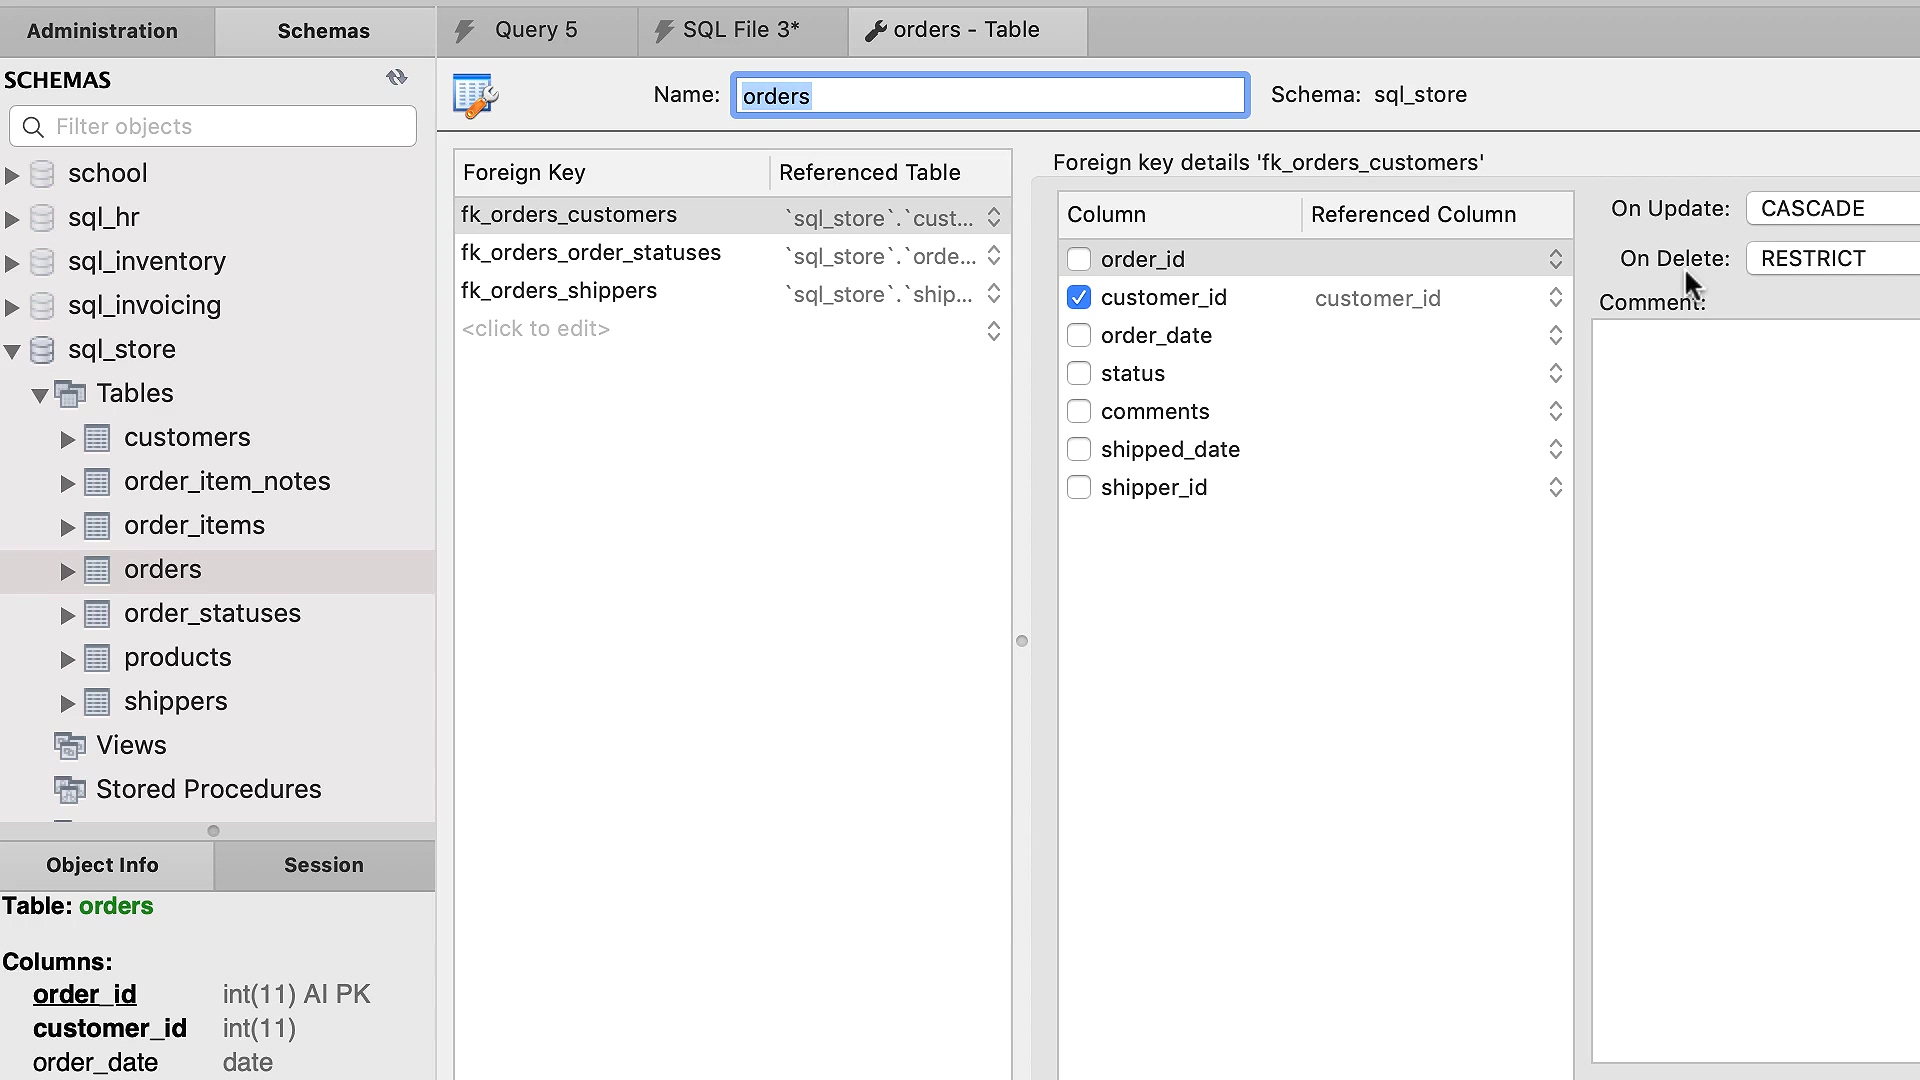 Administration
Schemas
Query 5
SQL File 3*
orders - Table
SCHEMAS
Filter objects
school
sql_hr
sql_inventory
sql_invoicing
sql_store
Tables
customers
order_item_notes
order_items
orders
order_statuses
products
shippers
Views
Stored Procedures
Object Info
Session
Table: orders
Columns:
order_id int(11) AI PK
customer_id int(11)
order_date date
Name: orders
Schema: sql_store
Foreign Key Referenced Table
fk_orders_customers `sql_store`.`cust...
fk_orders_order_statuses `sql_store`.`orde...
fk_orders_shippers `sql_store`.`ship...
<click to edit>
Foreign key details 'fk_orders_customers'
Column Referenced Column
order_id
customer_id customer_id
order_date
status
comments
shipped_date
shipper_id
On Update: CASCADE
On Delete: RESTRICT
Comment: